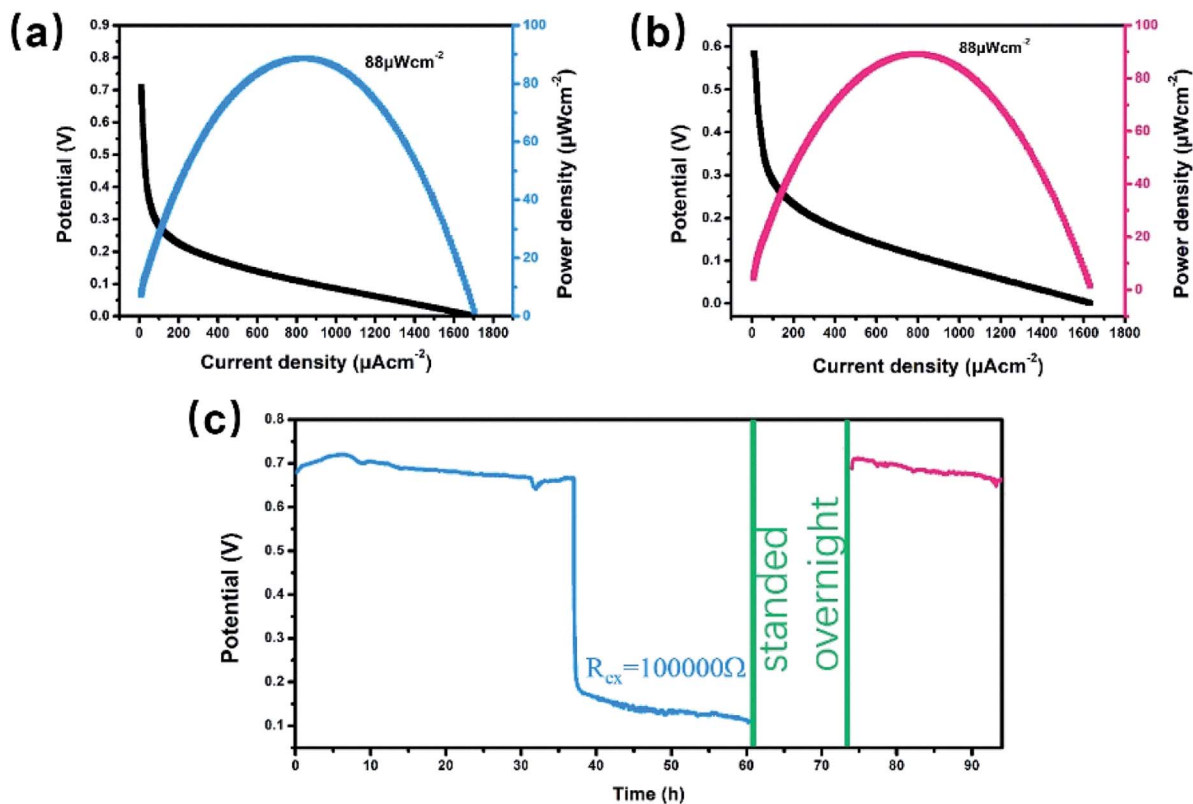 (a)
88µWcm⁻²
Potential (V)
0.9
0.8
0.7
0.6
0.5
0.4
0.3
0.2
0.1
0.0
Power density (µWcm⁻²)
100
80
60
40
20
0
0 200 400 600 800 1000 1200 1400 1600 1800
Current density (µAcm⁻²)
(b)
88µWcm⁻²
Potential (V)
0.6
0.5
0.4
0.3
0.2
0.1
0.0
Power density (µWcm⁻²)
100
80
60
40
20
0
0 200 400 600 800 1000 1200 1400 1600 1800
Current density (µAcm⁻²)
(c)
Potential (V)
0.8
0.7
0.6
0.5
0.4
0.3
0.2
0.1
Rex=100000Ω
standed
overnight
0 10 20 30 40 50 60 70 80 90
Time (h)